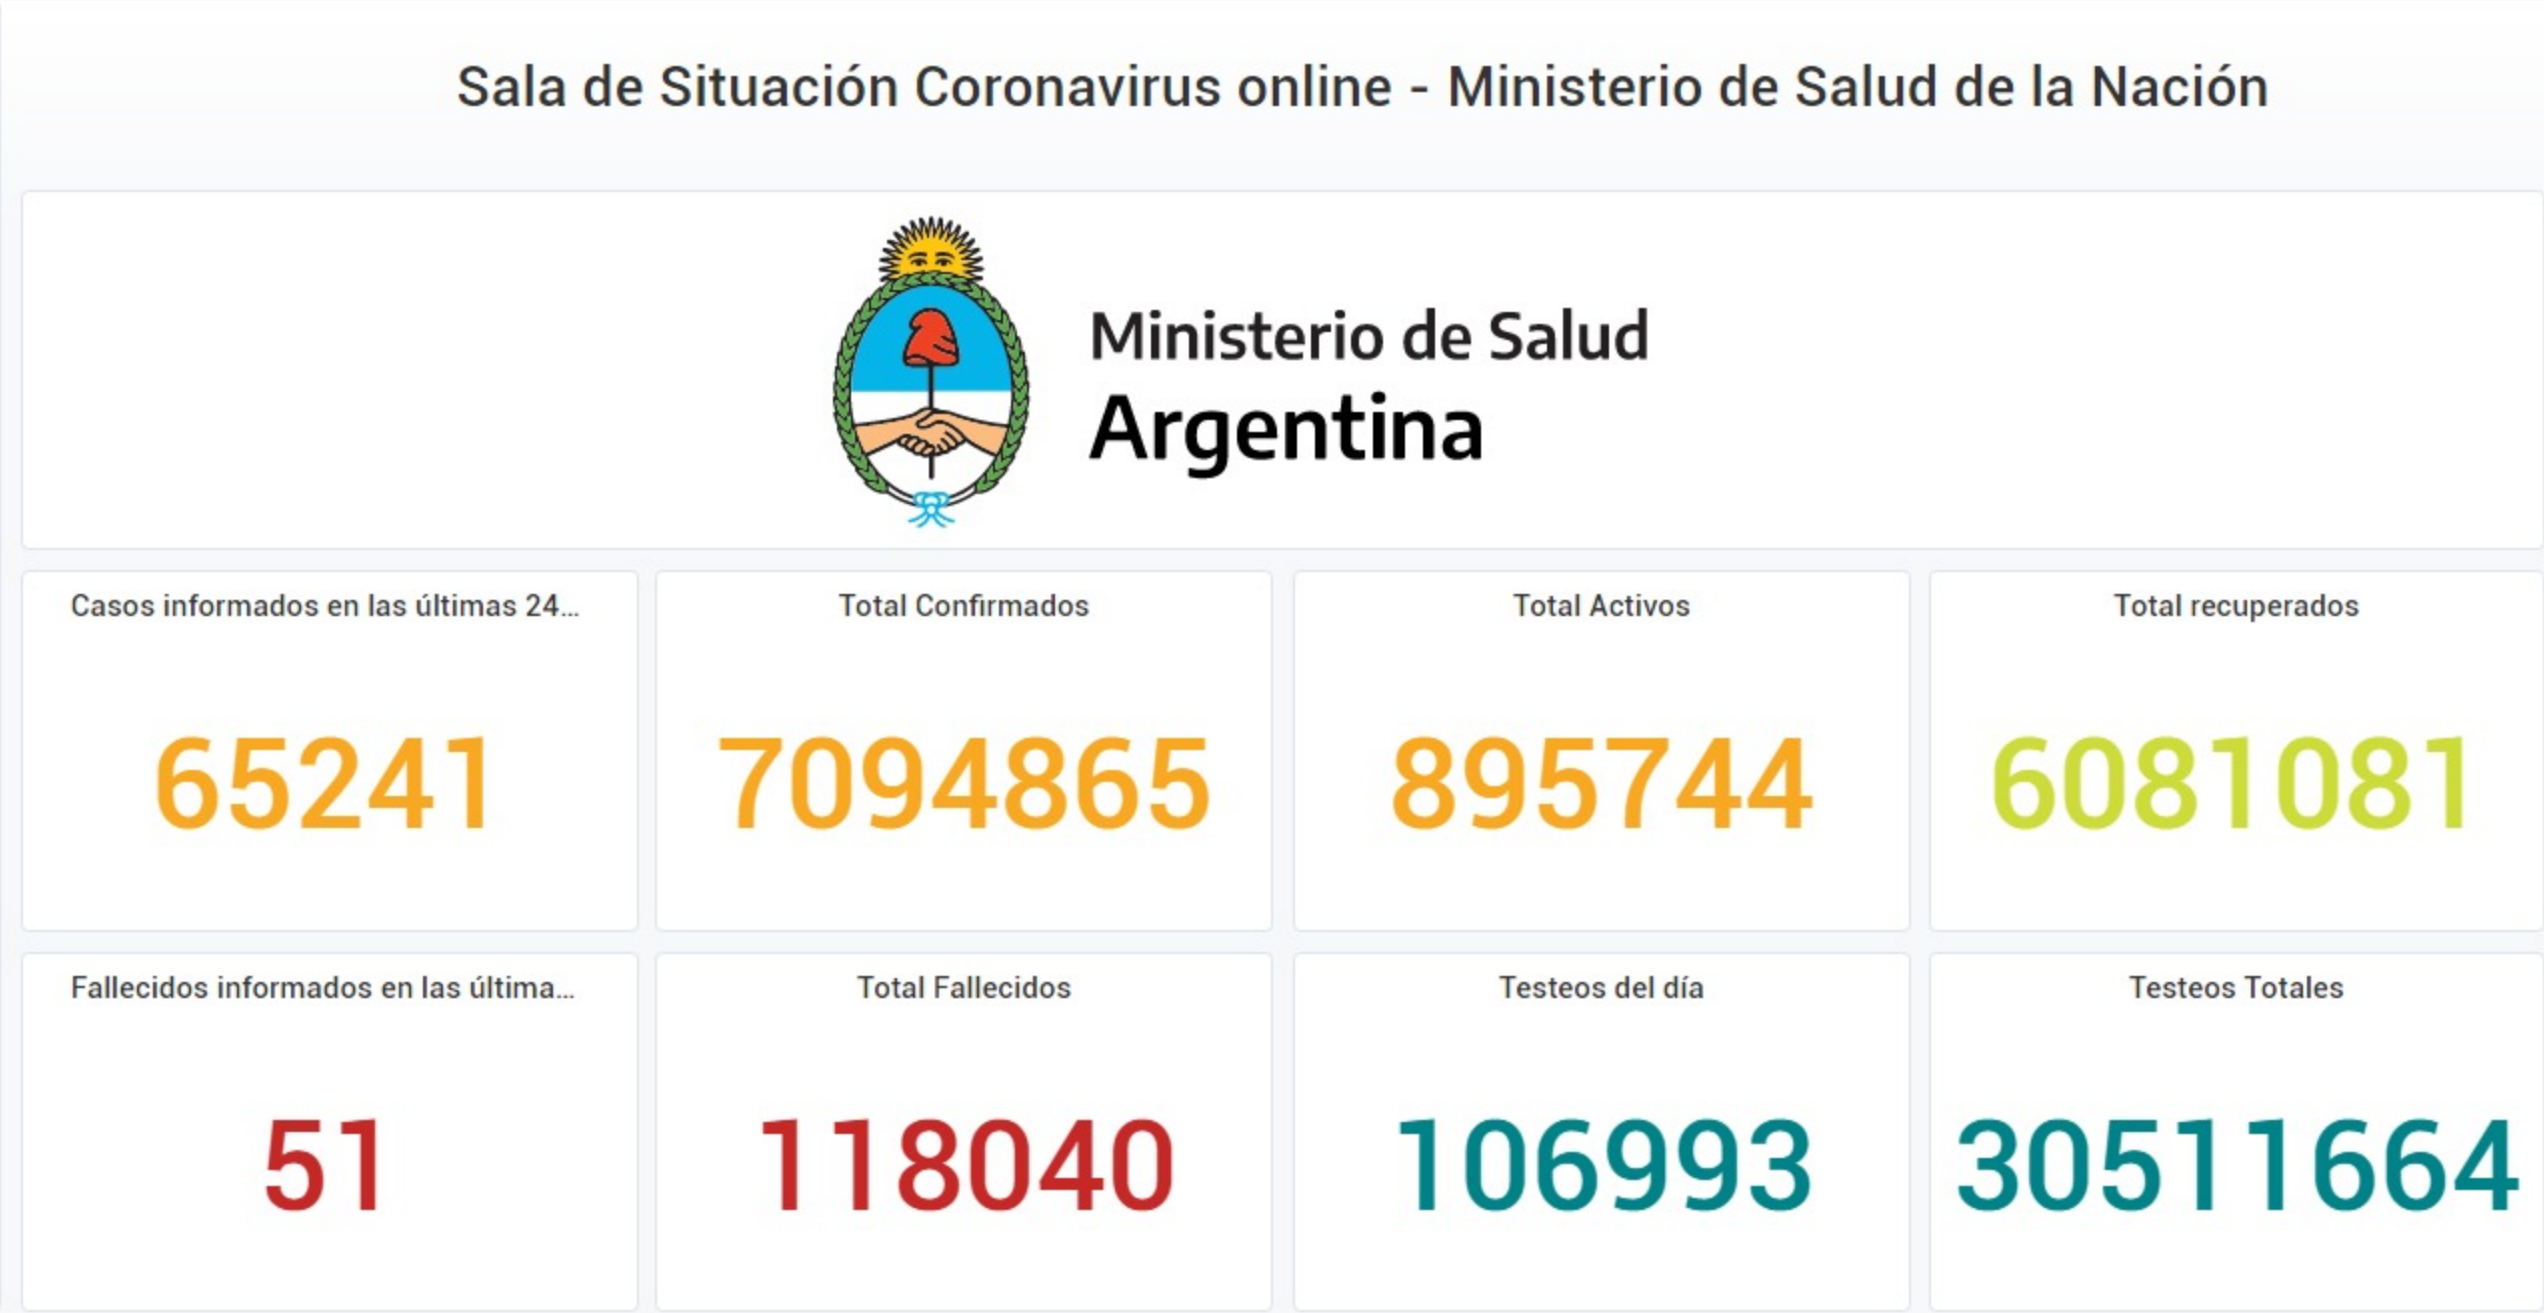 Sala de Situación Coronavirus online - Ministerio de Salud de la Nación
Ministerio de Salud
Argentina
Casos informados en las últimas 24...
65241
Total Confirmados
7094865
Total Activos
895744
Total recuperados
6081081
Fallecidos informados en las última...
51
Total Fallecidos
118040
Testeos del día
106993
Testeos Totales
30511664